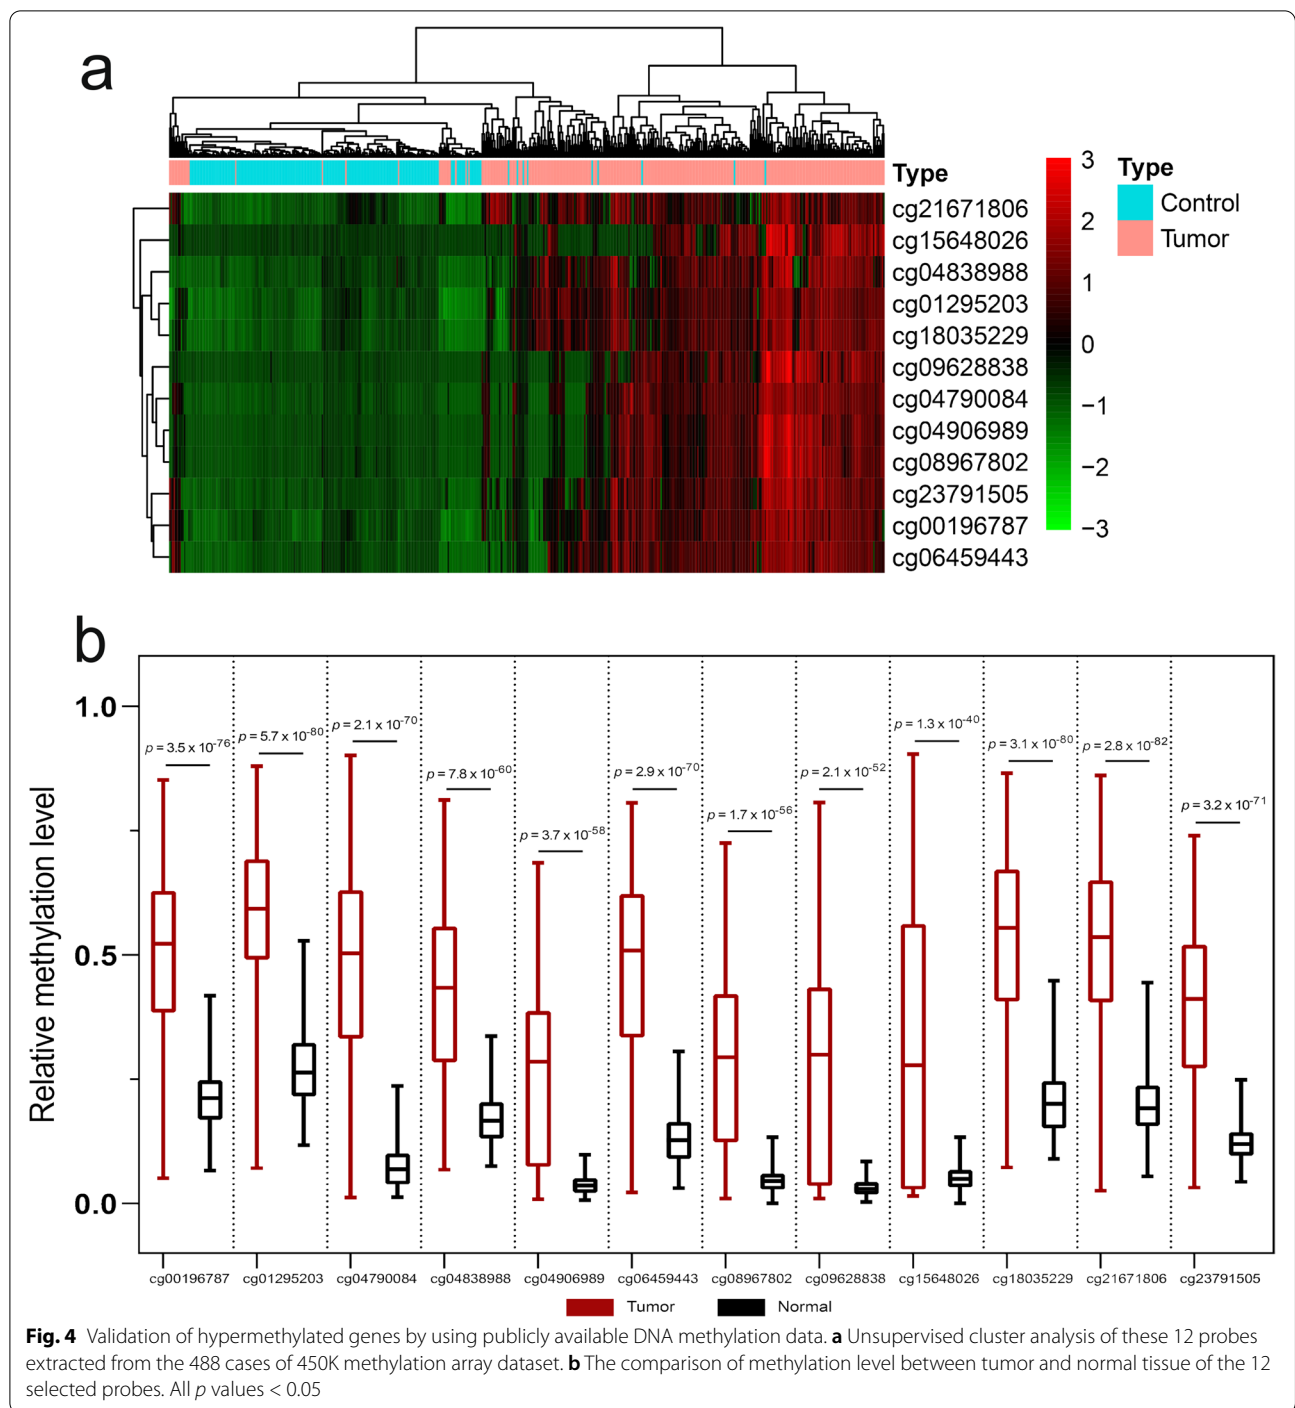 a
Type
cg21671806
cg15648026
cg04838988
cg01295203
cg18035229
cg09628838
cg04790084
cg04906989
cg08967802
cg23791505
cg00196787
cg06459443
3
2
1
0
−1
−2
−3
Type
Control
Tumor
b
Relative methylation level
1.0
0.5
0.0
p = 3.5 x 10-76
p = 5.7 x 10-80
p = 2.1 x 10-70
p = 7.8 x 10-60
p = 3.7 x 10-58
p = 2.9 x 10-70
p = 1.7 x 10-56
p = 2.1 x 10-52
p = 1.3 x 10-40
p = 3.1 x 10-80
p = 2.8 x 10-82
p = 3.2 x 10-71
cg00196787 cg01295203 cg04790084 cg04838988 cg04906989 cg06459443 cg08967802 cg09628838 cg15648026 cg18035229 cg21671806 cg23791505
Tumor Normal
Fig. 4 Validation of hypermethylated genes by using publicly available DNA methylation data. a Unsupervised cluster analysis of these 12 probes
extracted from the 488 cases of 450K methylation array dataset. b The comparison of methylation level between tumor and normal tissue of the 12
selected probes. All p values < 0.05